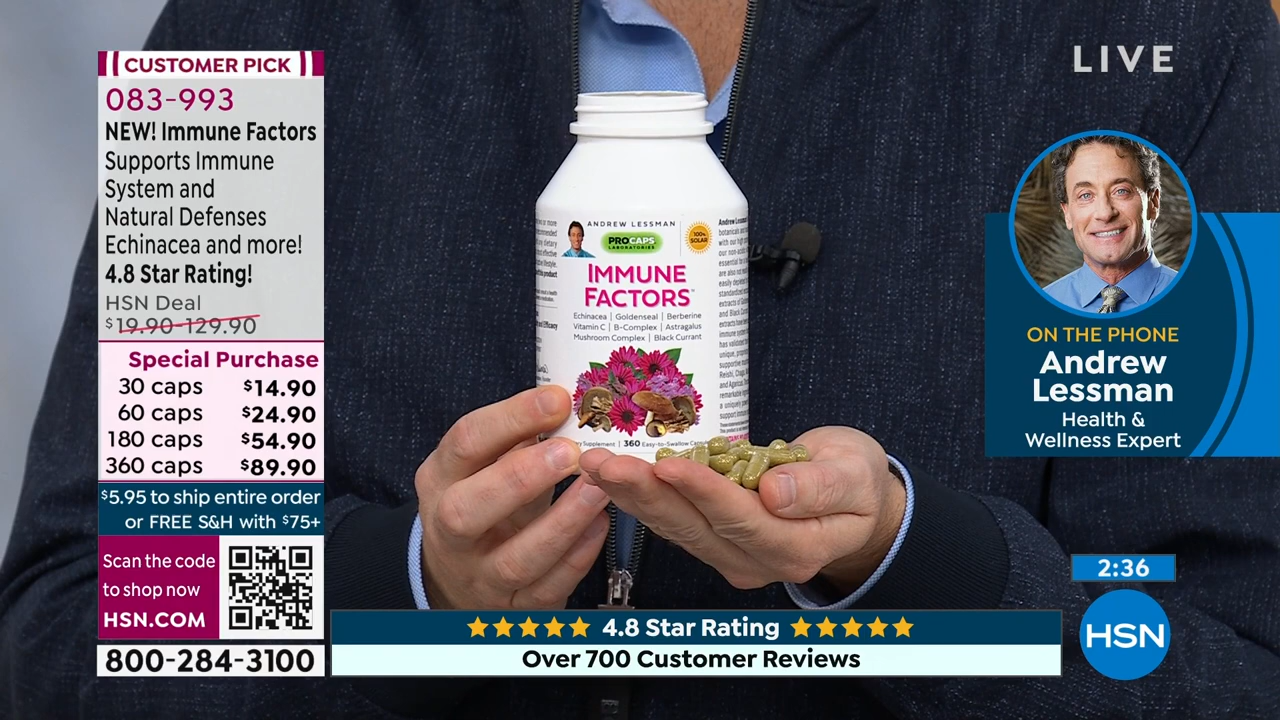 CUSTOMER PICK
083-993
NEW! Immune Factors
Supports Immune
System and
Natural Defenses
Echinacea and more!
4.8 Star Rating!
HSN Deal
$19.90-129.90
Special Purchase
30 caps $14.90
60 caps $24.90
180 caps $54.90
360 caps $89.90
$5.95 to ship entire order
or FREE S&H with $75+
Scan the code
to shop now
HSN.COM
800-284-3100
ANDREW LESSMAN
PROCAPS
LABORATORIES
100%
SOLAR
IMMUNE
FACTORS™
Echinacea | Goldenseal | Berberine
Vitamin C | B-Complex | Astragalus
Mushroom Complex | Black Currant
Supplement | 360 Easy-to-Swallow
LIVE
ON THE PHONE
Andrew
Lessman
Health &
Wellness Expert
2:36
HSN
4.8 Star Rating
Over 700 Customer Reviews